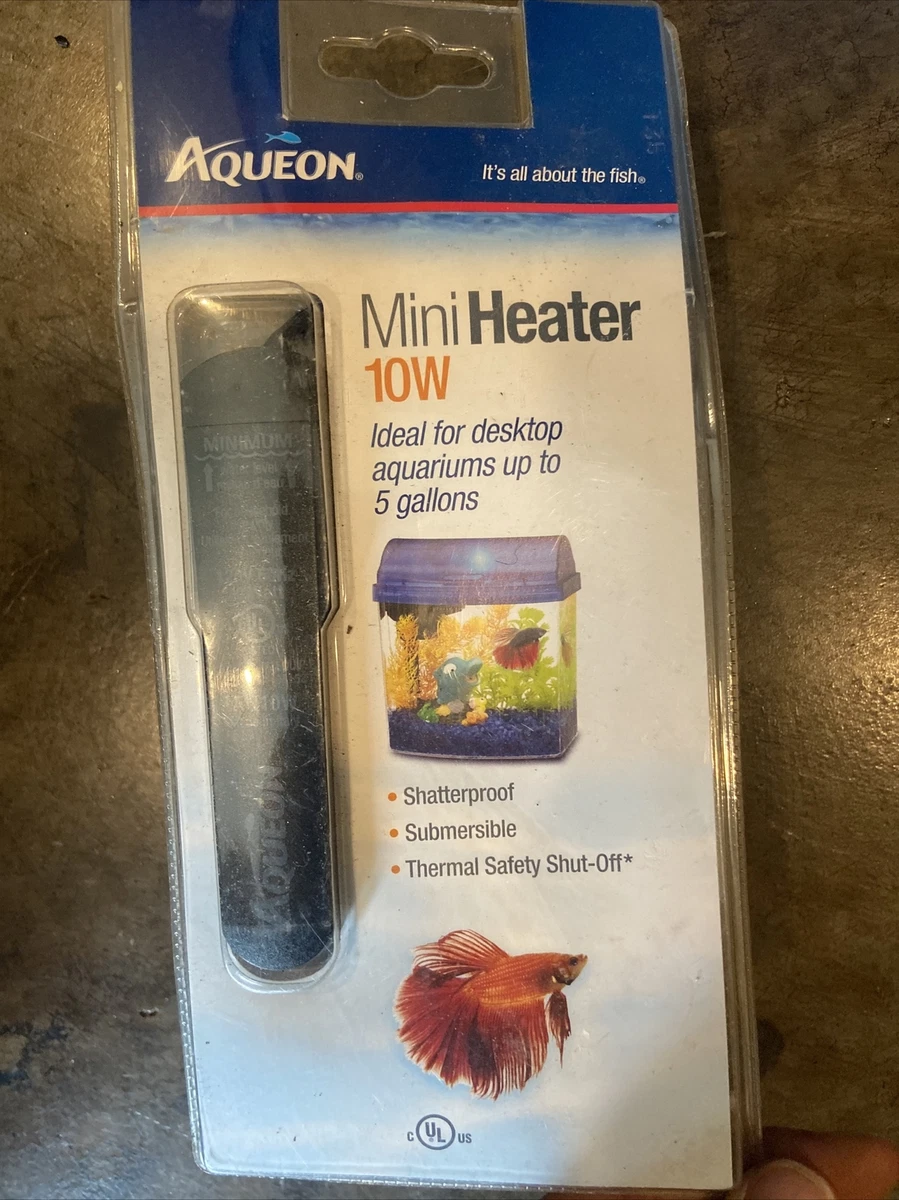 AQUEON®
It's all about the fish®
Mini Heater
10W
Ideal for desktop
aquariums up to
5 gallons
MINIMUM
10W
AQUEON
• Shatterproof
• Submersible
• Thermal Safety Shut-Off*
C UL US